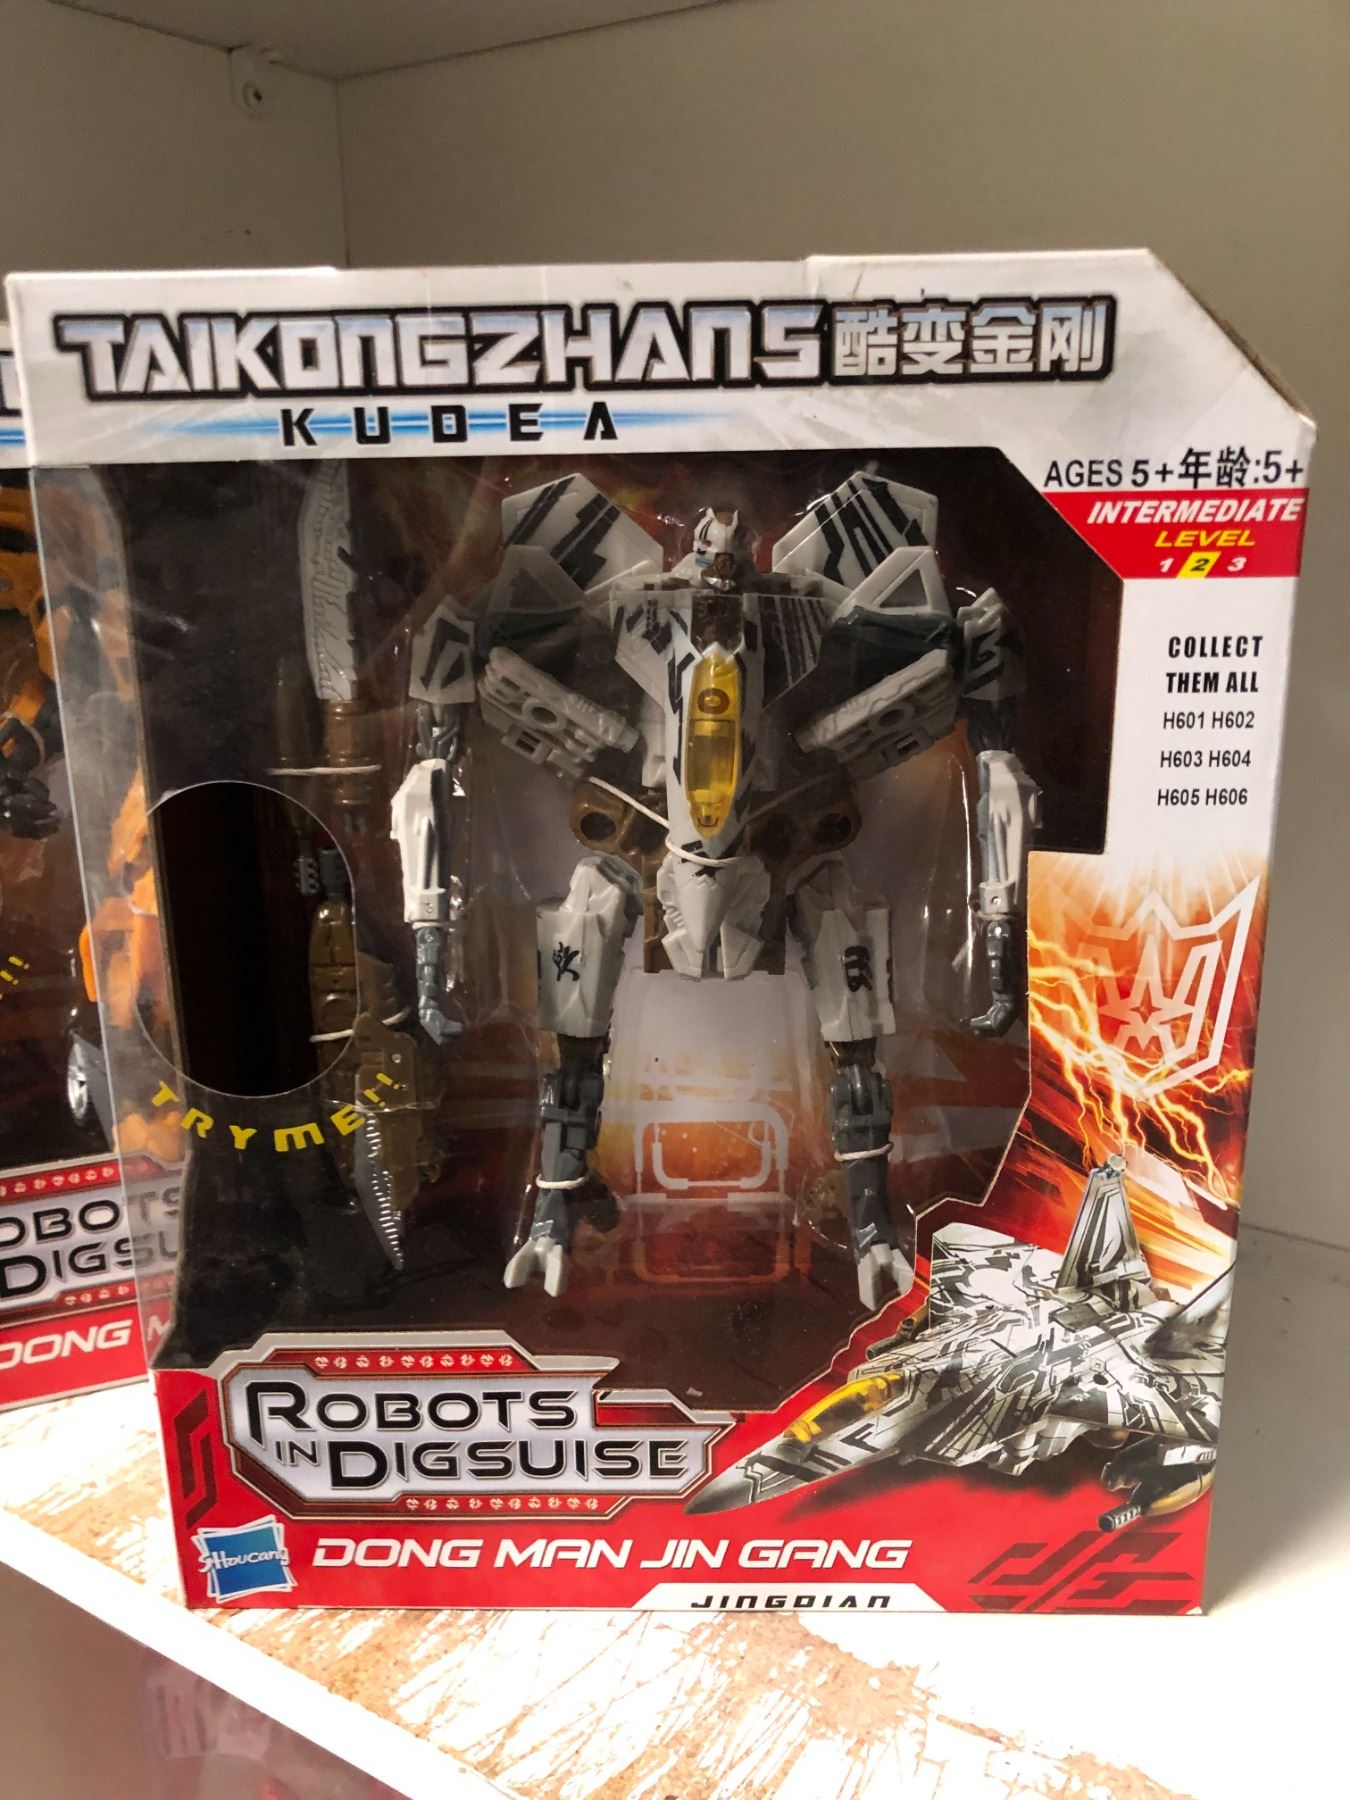 TAIKONGZHANS酷变金刚
KUDEA
AGES 5+年龄:5+
INTERMEDIATE
LEVEL
1 2 3
COLLECT
THEM ALL
H601 H602
H603 H604
H605 H606
TRYME!!
ROBOTS
IN DIGSUISE
SHoucang
DONG MAN JIN GANG
JINGDIAN
!!
OBOTS
DIGSU
DONG M